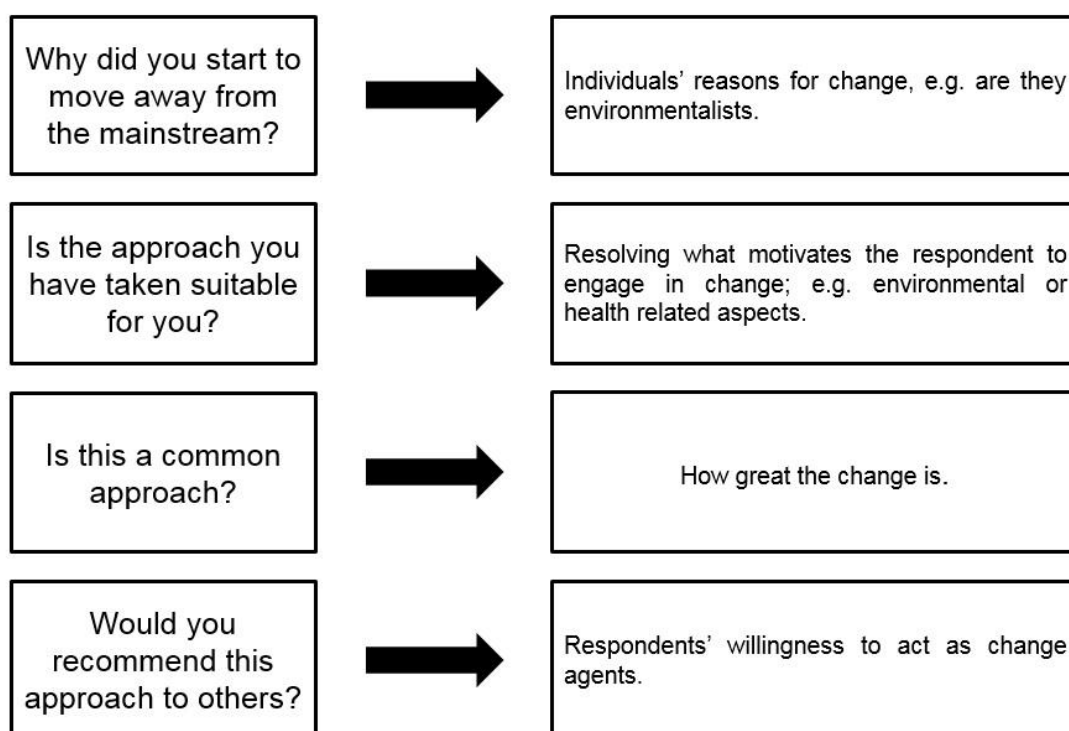 Why did you start to
move away from
the mainstream?
Individuals’ reasons for change, e.g. are they
environmentalists.
Is the approach you
have taken suitable
for you?
Resolving what motivates the respondent to
engage in change; e.g. environmental or
health related aspects.
Is this a common
approach?
How great the change is.
Would you
recommend this
approach to others?
Respondents’ willingness to act as change
agents.